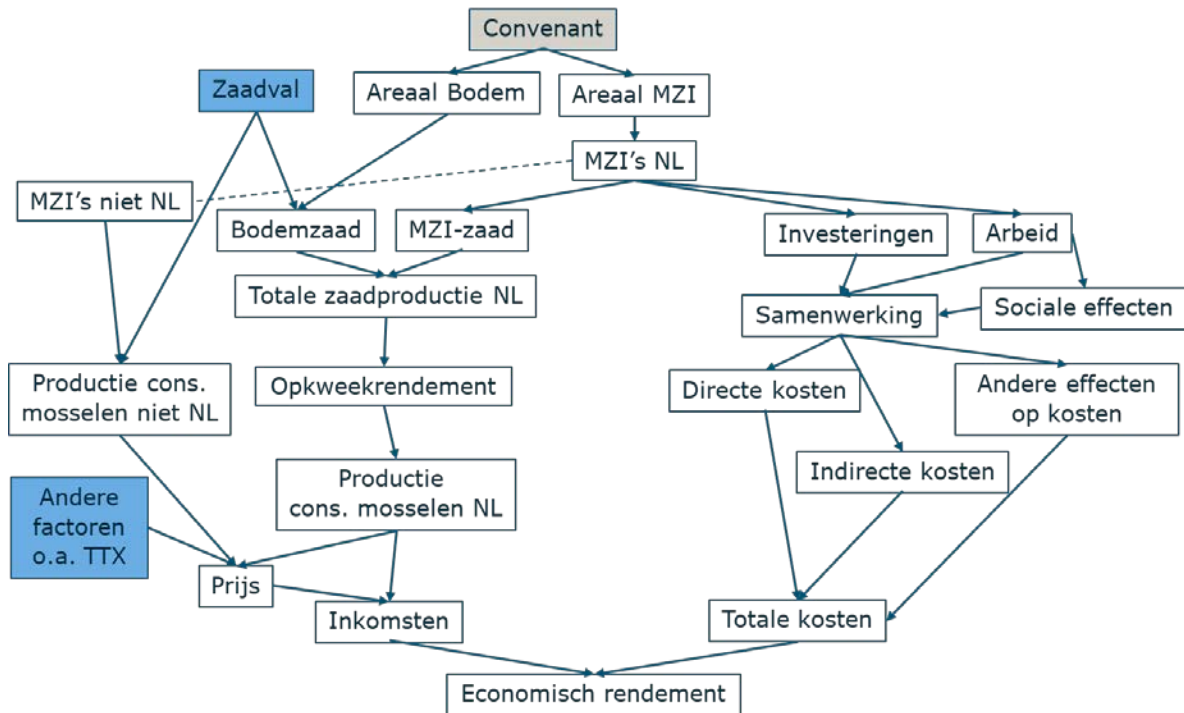 Convenant
Zaadval
Areaal Bodem
Areaal MZI
MZI's NL
MZI's niet NL
Bodemzaad
MZI-zaad
Investeringen
Arbeid
Totale zaadproductie NL
Samenwerking
Sociale effecten
Productie cons.
mosselen niet NL
Opkweekrendement
Directe kosten
Andere effecten
op kosten
Indirecte kosten
Productie
cons. mosselen NL
Andere
factoren
o.a. TTX
Prijs
Inkomsten
Totale kosten
Economisch rendement